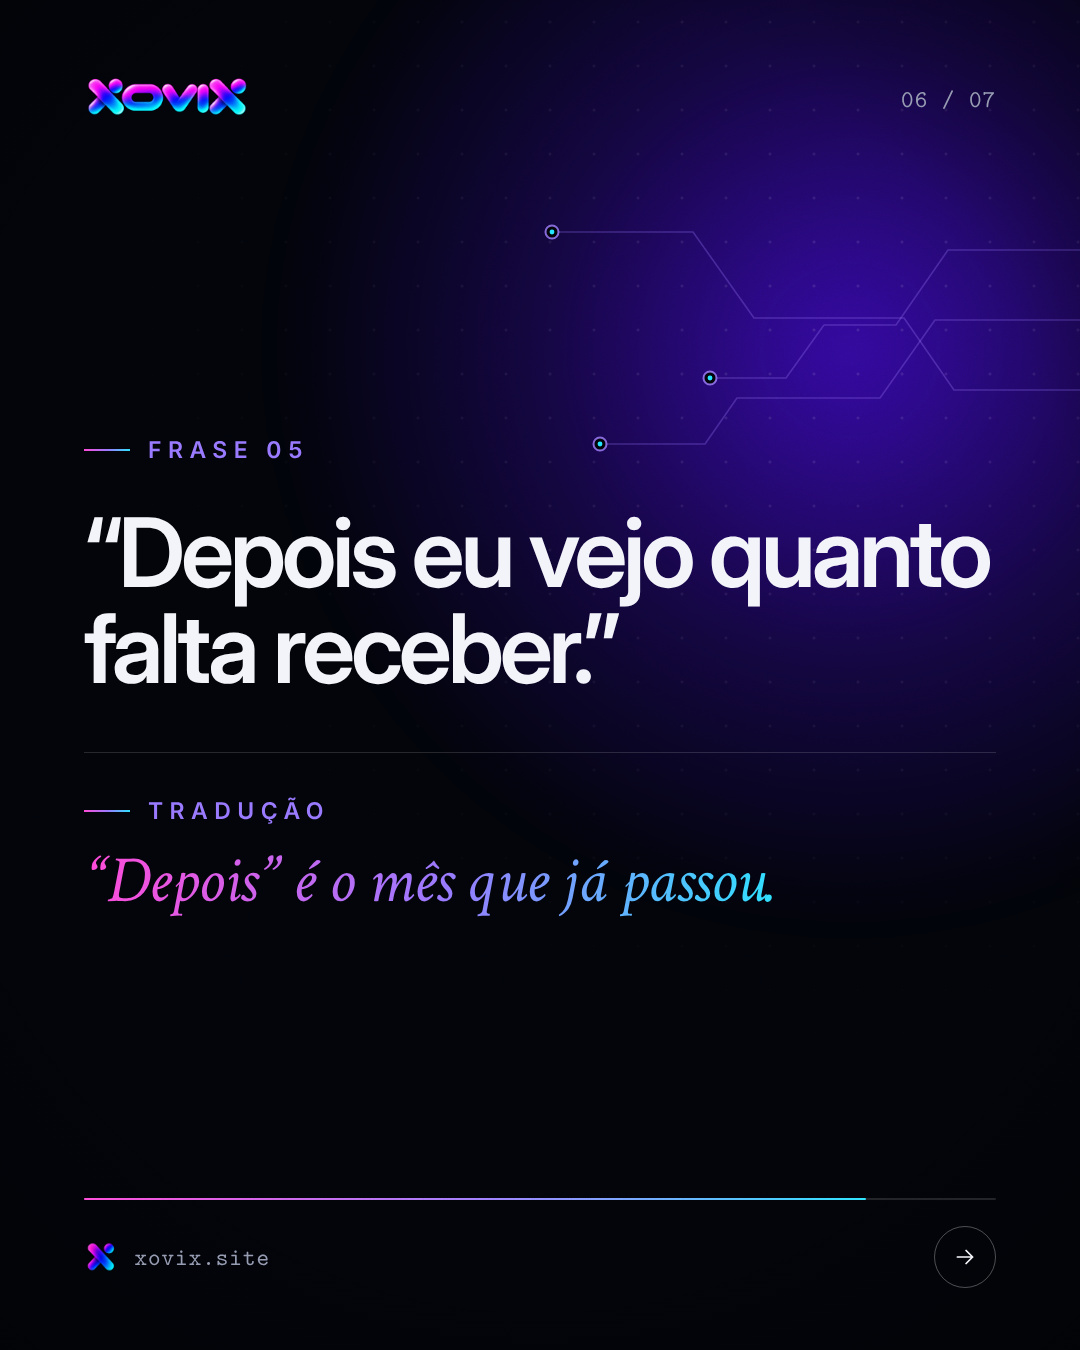 XOVIX
06 / 07
FRASE 05
“Depois eu vejo quanto
falta receber.”
TRADUÇÃO
“Depois” é o mês que já passou.
xovix.site